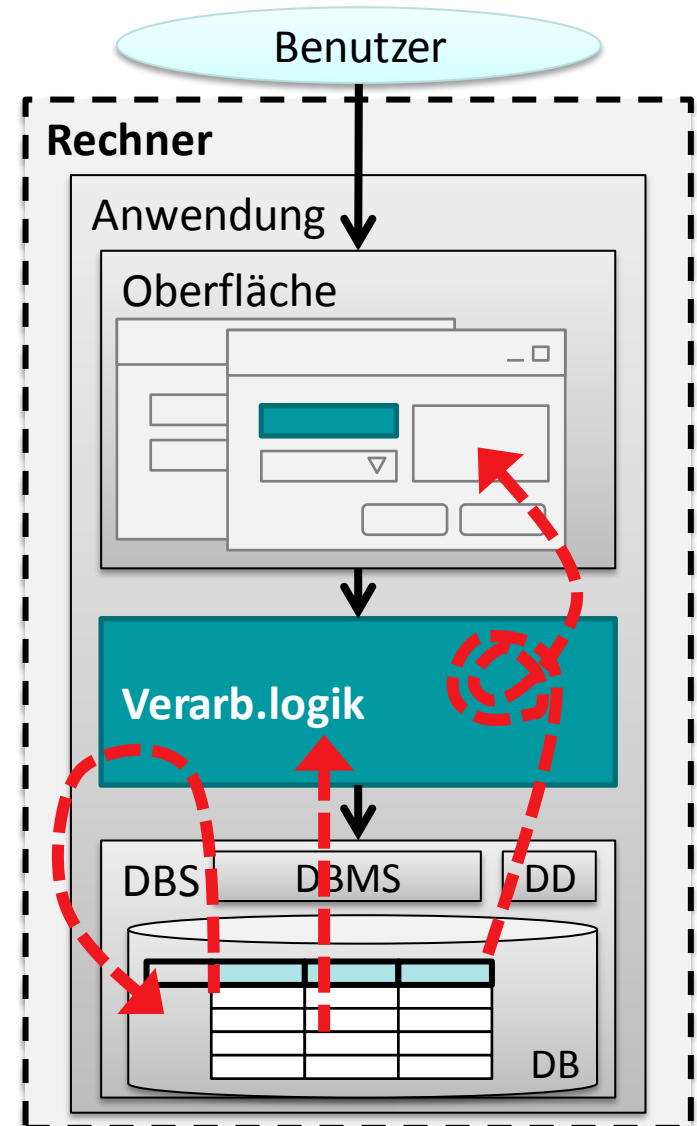 Benutzer
Rechner
Anwendung
Oberfläche
Verarb.logik
DBS DBMS DD
DB